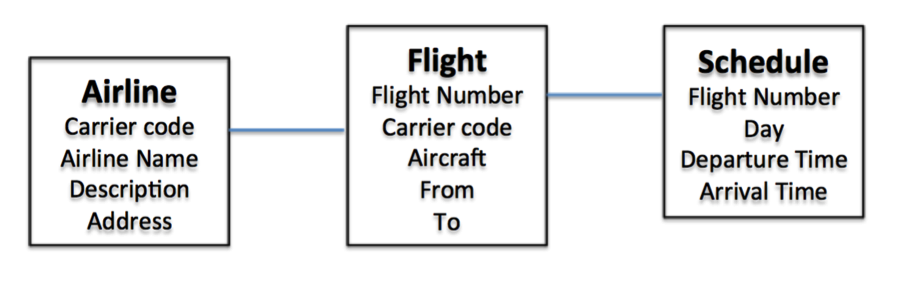 Airline
Carrier code
Airline Name
Description
Address
Flight
Flight Number
Carrier code
Aircraft
From
To
Schedule
Flight Number
Day
Departure Time
Arrival Time